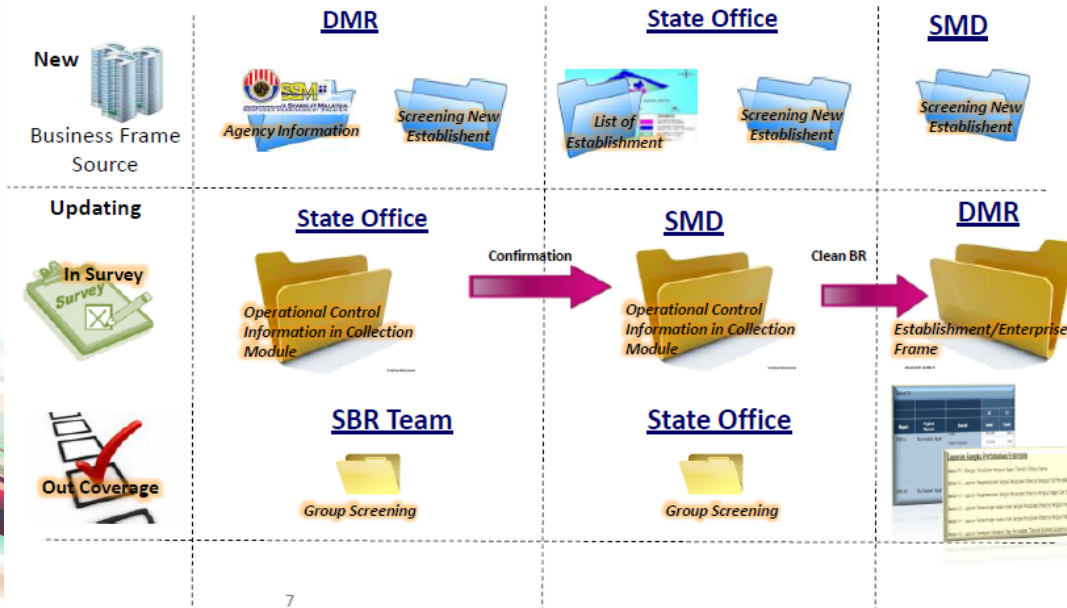 DMR
State Office
SMD
New
Business Frame
Source
SSM
Agency Information
Screening New
Establishent
List of
Establishment
Screening New
Establishent
Screening New
Establishent
Updating
State Office
SMD
DMR
Confirmation
Clean BR
In Survey
Survey
Operational Control
Information in Collection
Module
Operational Control
Information in Collection
Module
Establishment/Enterprise
Frame
SBR Team
State Office
Out Coverage
Group Screening
Group Screening
7